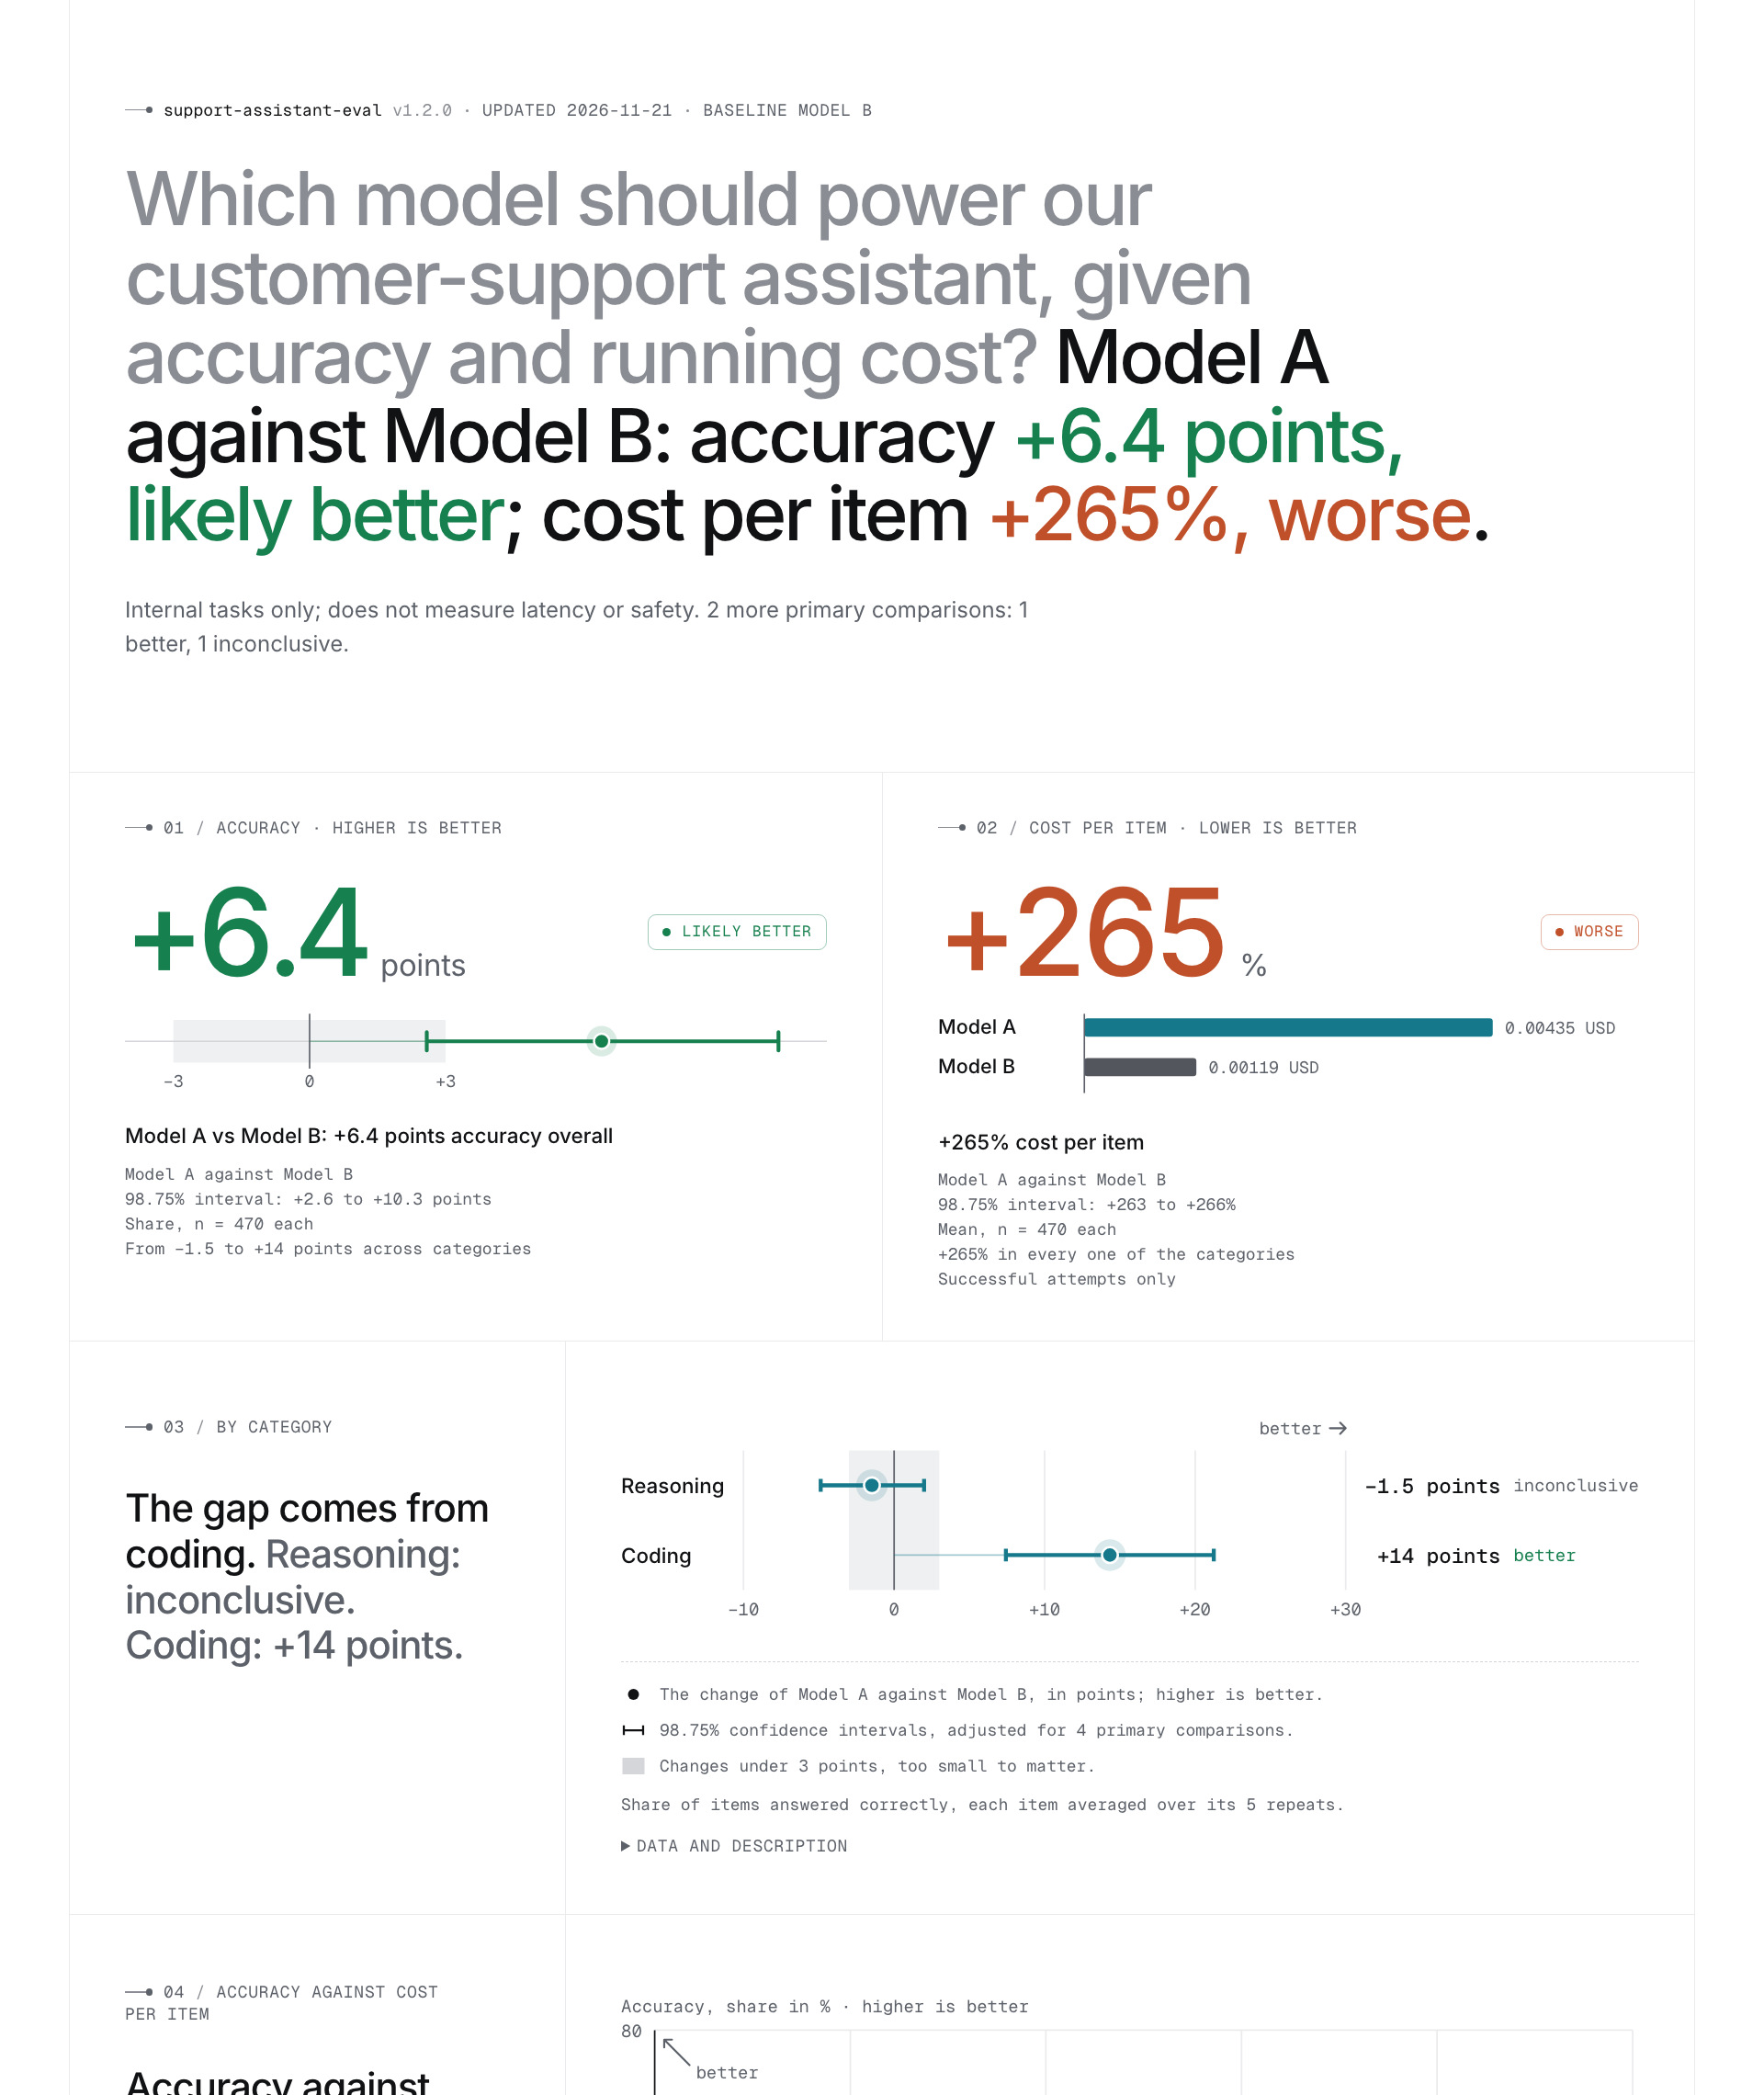 support-assistant-eval v1.2.0 · UPDATED 2026-11-21 · BASELINE MODEL B
Which model should power our
customer-support assistant, given
accuracy and running cost? Model A
against Model B: accuracy +6.4 points,
likely better; cost per item +265%, worse.
Internal tasks only; does not measure latency or safety. 2 more primary comparisons: 1
better, 1 inconclusive.
01 / ACCURACY · HIGHER IS BETTER
+6.4 points
LIKELY BETTER
−3 0 +3
Model A vs Model B: +6.4 points accuracy overall
Model A against Model B
98.75% interval: +2.6 to +10.3 points
Share, n = 470 each
From −1.5 to +14 points across categories
02 / COST PER ITEM · LOWER IS BETTER
+265 %
WORSE
Model A 0.00435 USD
Model B 0.00119 USD
+265% cost per item
Model A against Model B
98.75% interval: +263 to +266%
Mean, n = 470 each
+265% in every one of the categories
Successful attempts only
03 / BY CATEGORY
The gap comes from
coding. Reasoning:
inconclusive.
Coding: +14 points.
better →
Reasoning −1.5 points inconclusive
Coding +14 points better
−10 0 +10 +20 +30
The change of Model A against Model B, in points; higher is better.
98.75% confidence intervals, adjusted for 4 primary comparisons.
Changes under 3 points, too small to matter.
Share of items answered correctly, each item averaged over its 5 repeats.
DATA AND DESCRIPTION
04 / ACCURACY AGAINST COST
PER ITEM
Accuracy against
Accuracy, share in % · higher is better
80
better